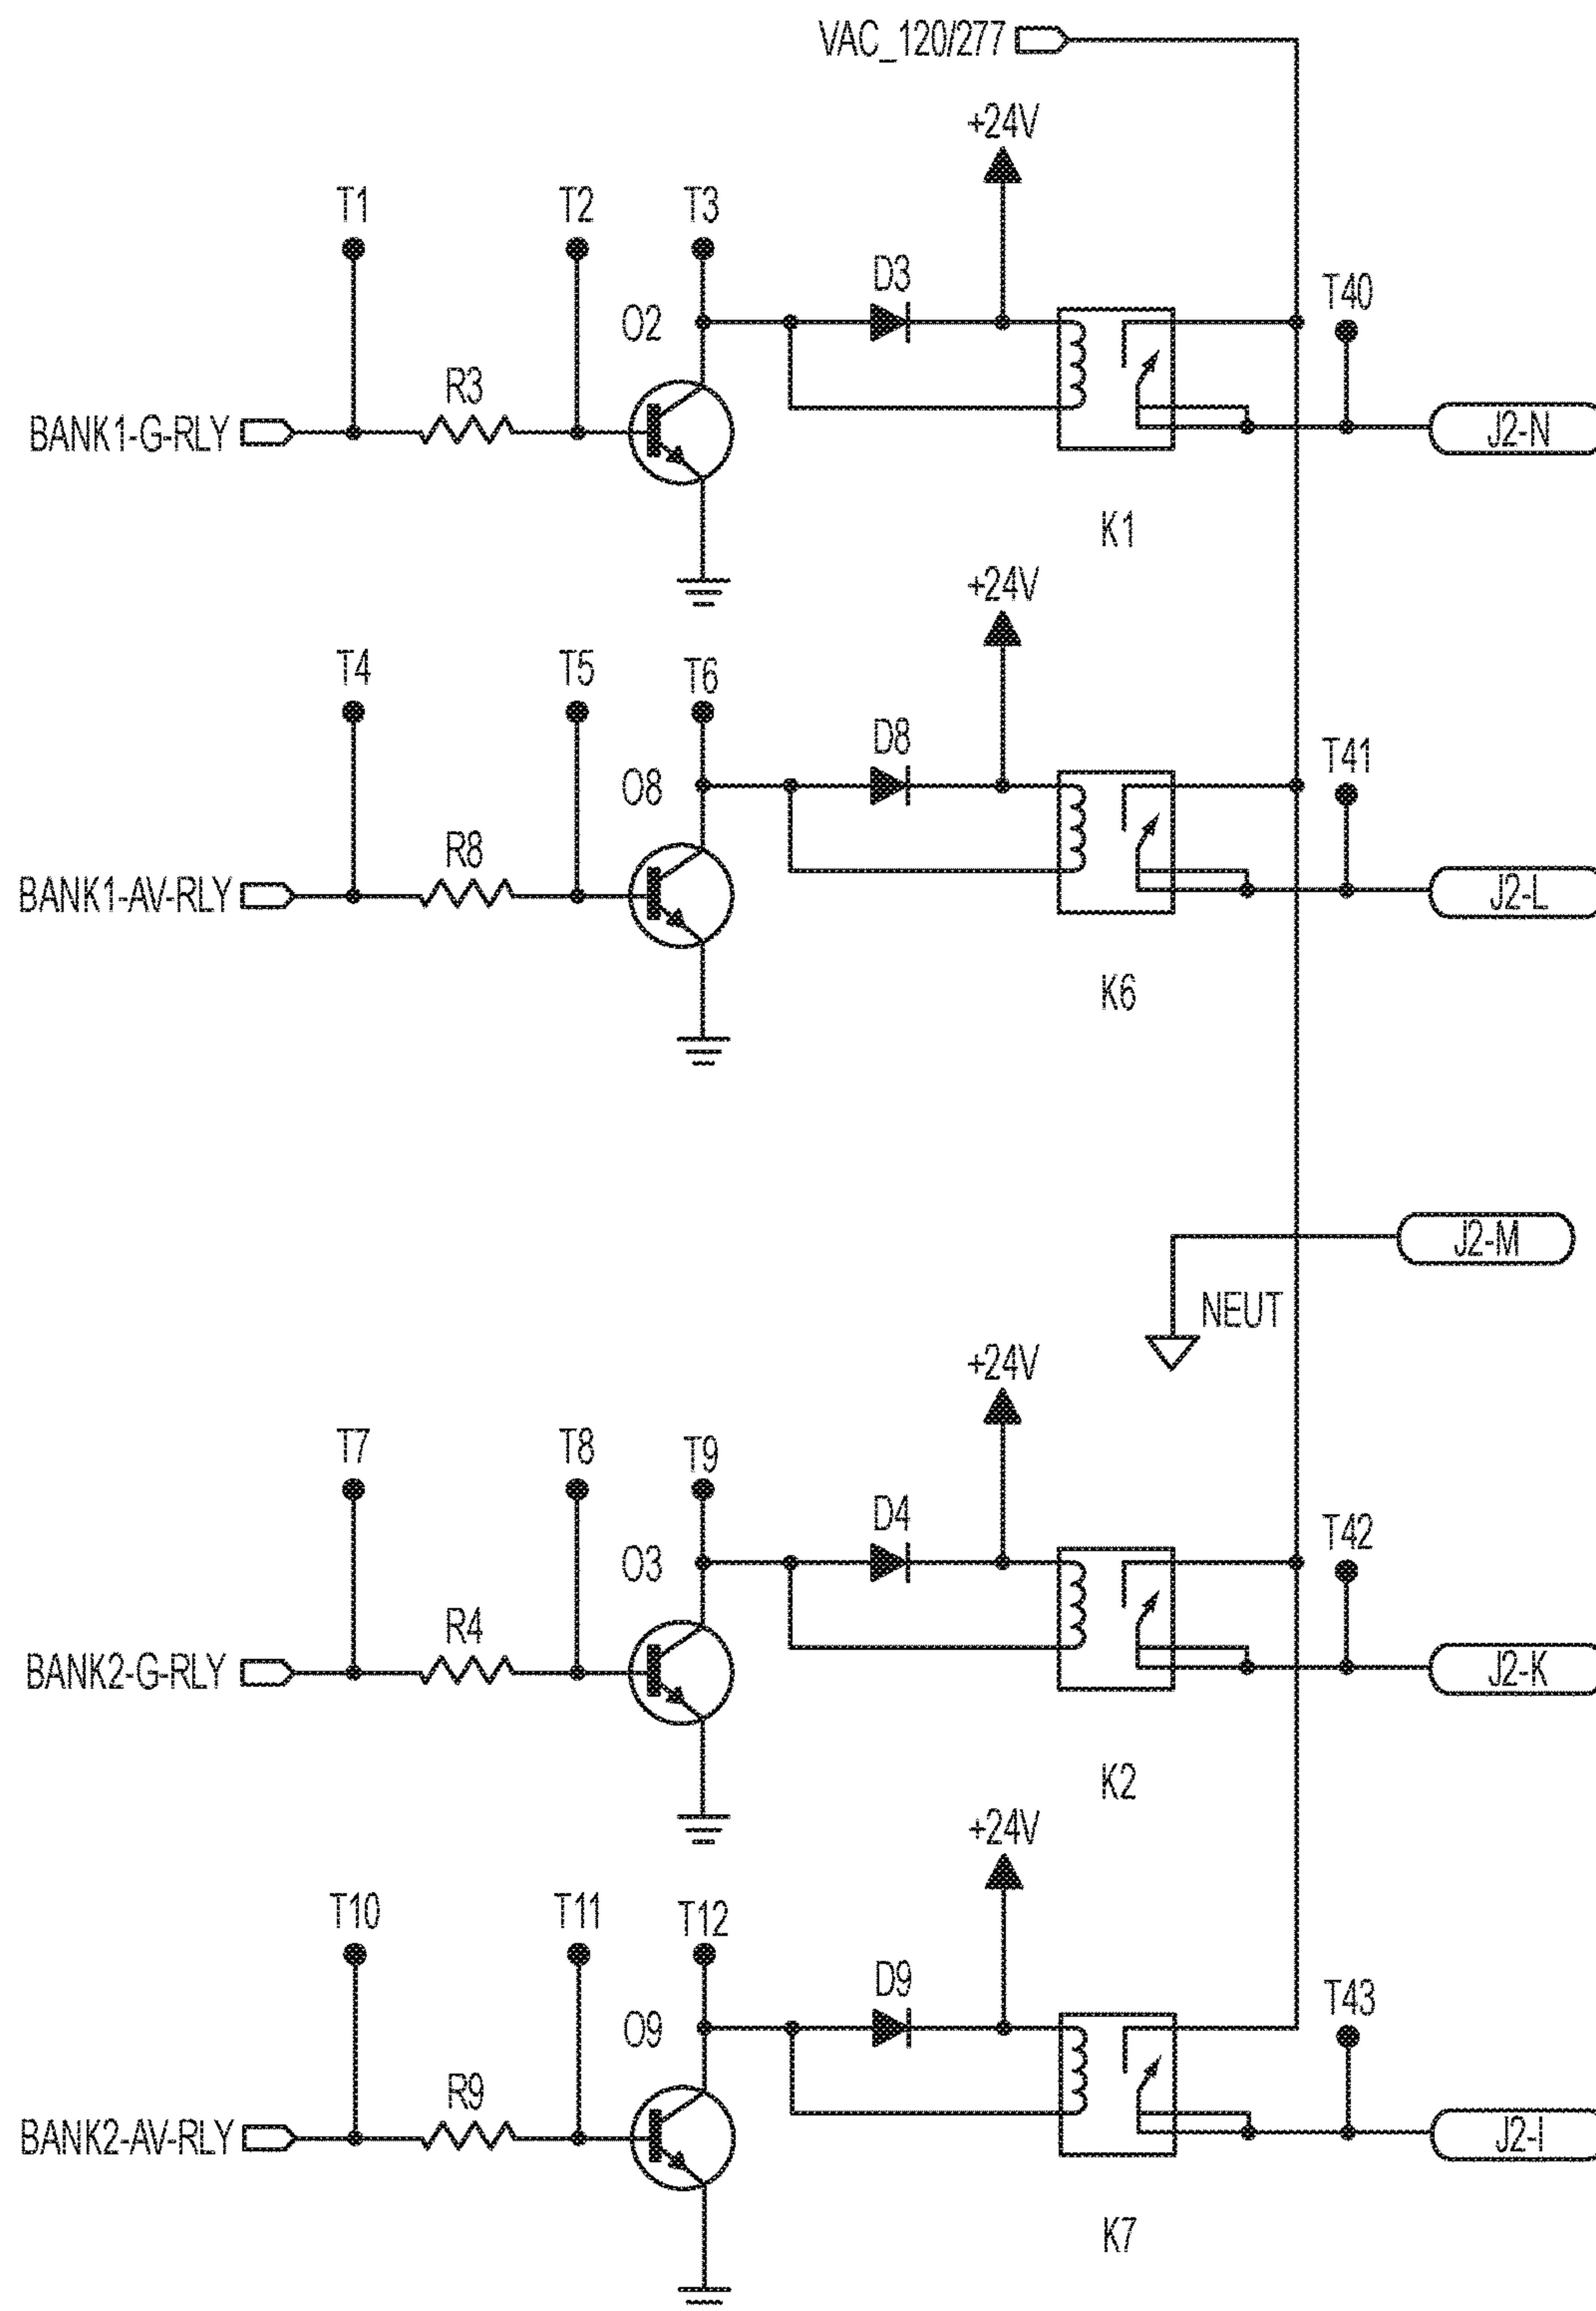 VAC_120/277
+24V
T1
T2
T3
D3
T40
O2
R3
BANK1-G-RLY
J2-N
K1
+24V
T4
T5
T6
D8
T41
O8
R8
BANK1-AV-RLY
J2-L
K6
J2-M
NEUT
+24V
T7
T8
T9
D4
T42
O3
R4
BANK2-G-RLY
J2-K
K2
+24V
T10
T11
T12
D9
T43
O9
R9
BANK2-AV-RLY
J2-I
K7